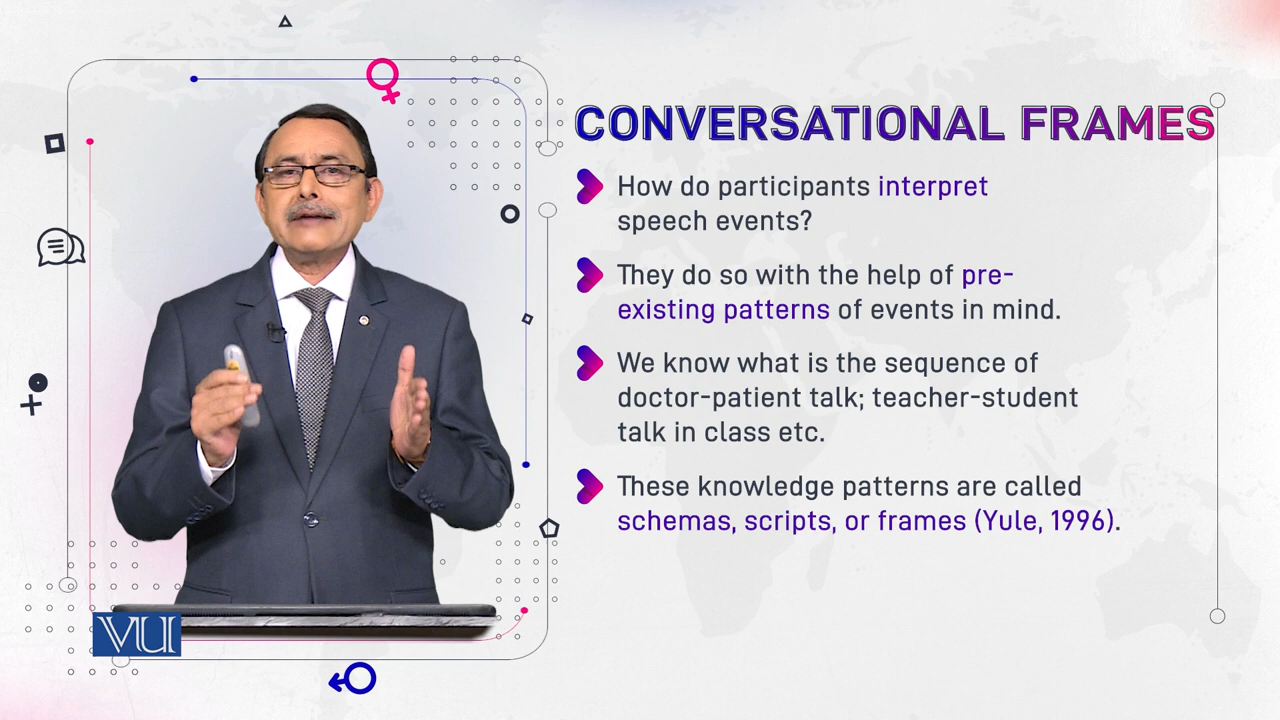 CONVERSATIONAL FRAMES
How do participants interpret
speech events?
They do so with the help of pre-
existing patterns of events in mind.
We know what is the sequence of
doctor-patient talk; teacher-student
talk in class etc.
These knowledge patterns are called
schemas, scripts, or frames (Yule, 1996).
VU